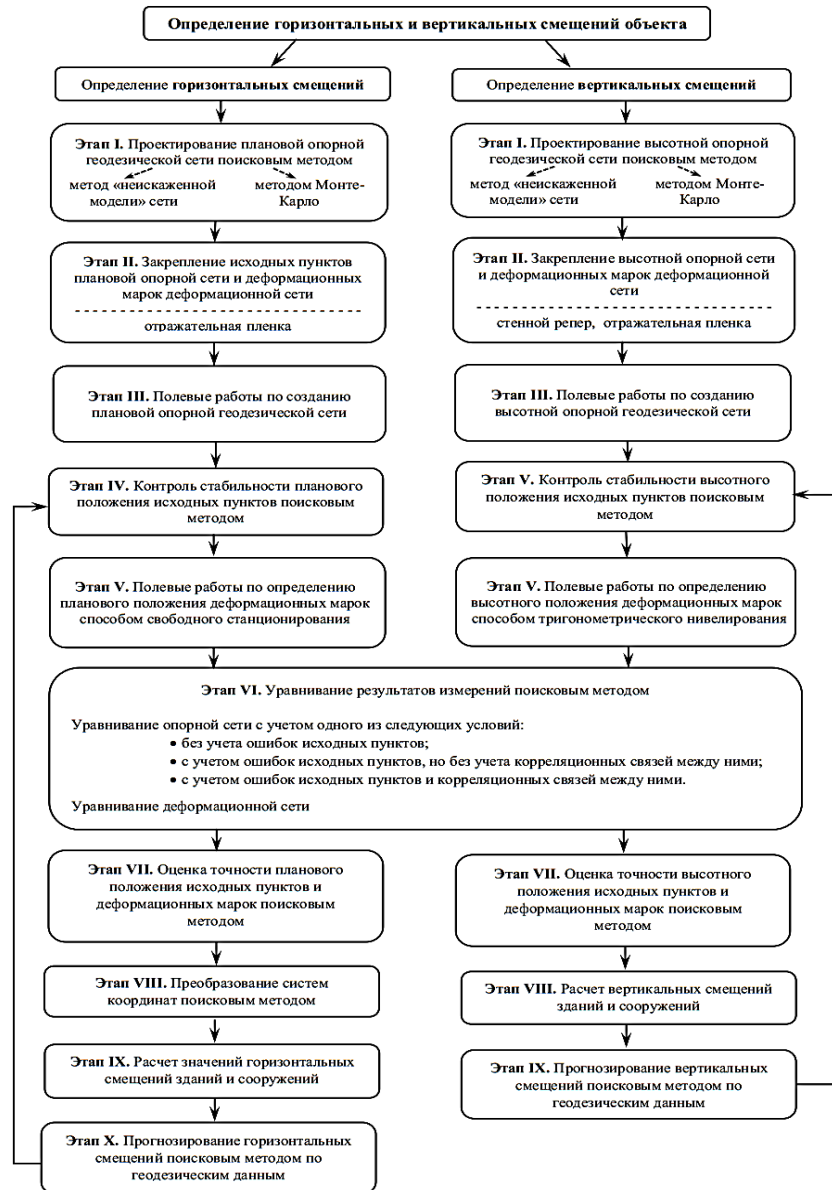 Определение горизонтальных и вертикальных смещений объекта
Определение горизонтальных смещений
Этап I. Проектирование плановой опорной
геодезической сети поисковым методом
метод «неискаженной
модели» сети
методом Монте-
Карло
Этап II. Закрепление исходных пунктов
плановой опорной сети и деформационных
марок деформационной сети
отражательная пленка
Этап III. Полевые работы по созданию
плановой опорной геодезической сети
Этап IV. Контроль стабильности планового
положения исходных пунктов поисковым
методом
Этап V. Полевые работы по определению
планового положения деформационных марок
способом свободного станционирования
Определение вертикальных смещений
Этап I. Проектирование высотной опорной
геодезической сети поисковым методом
метод «неискаженной
модели» сети
методом Монте-
Карло
Этап II. Закрепление высотной опорной сети
и деформационных марок деформационной
сети
стенной репер, отражательная пленка
Этап III. Полевые работы по созданию
высотной опорной геодезической сети
Этап V. Контроль стабильности высотного
положения исходных пунктов поисковым
методом
Этап V. Полевые работы по определению
высотного положения деформационных марок
способом тригонометрического нивелирования
Этап VI. Уравнивание результатов измерений поисковым методом
Уравнивание опорной сети с учетом одного из следующих условий:
• без учета ошибок исходных пунктов;
• с учетом ошибок исходных пунктов, но без учета корреляционных связей между ними;
• с учетом ошибок исходных пунктов и корреляционных связей между ними.
Уравнивание деформационной сети
Этап VII. Оценка точности планового
положения исходных пунктов и
деформационных марок поисковым
методом
Этап VIII. Преобразование систем
координат поисковым методом
Этап IX. Расчет значений горизонтальных
смещений зданий и сооружений
Этап X. Прогнозирование горизонтальных
смещений поисковым методом по
геодезическим данным
Этап VII. Оценка точности высотного
положения исходных пунктов и
деформационных марок поисковым
методом
Этап VIII. Расчет вертикальных смещений
зданий и сооружений
Этап IX. Прогнозирование вертикальных
смещений поисковым методом по
геодезическим данным